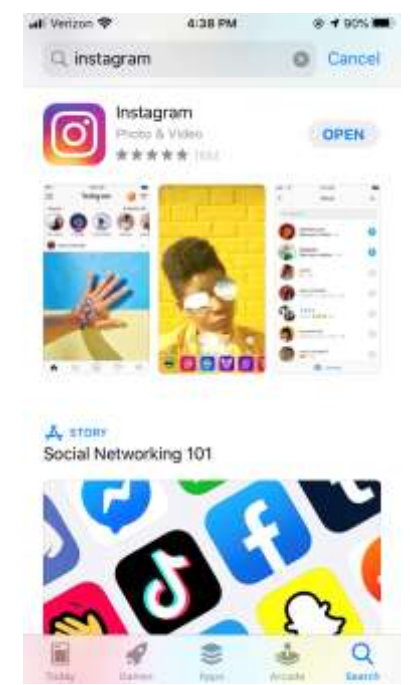 Verizon 4:38 PM 90%
instagram Cancel
Instagram
Photo & Video
OPEN
Instagram
STORY
Social Networking 101
Today Games Apps Arcade Search